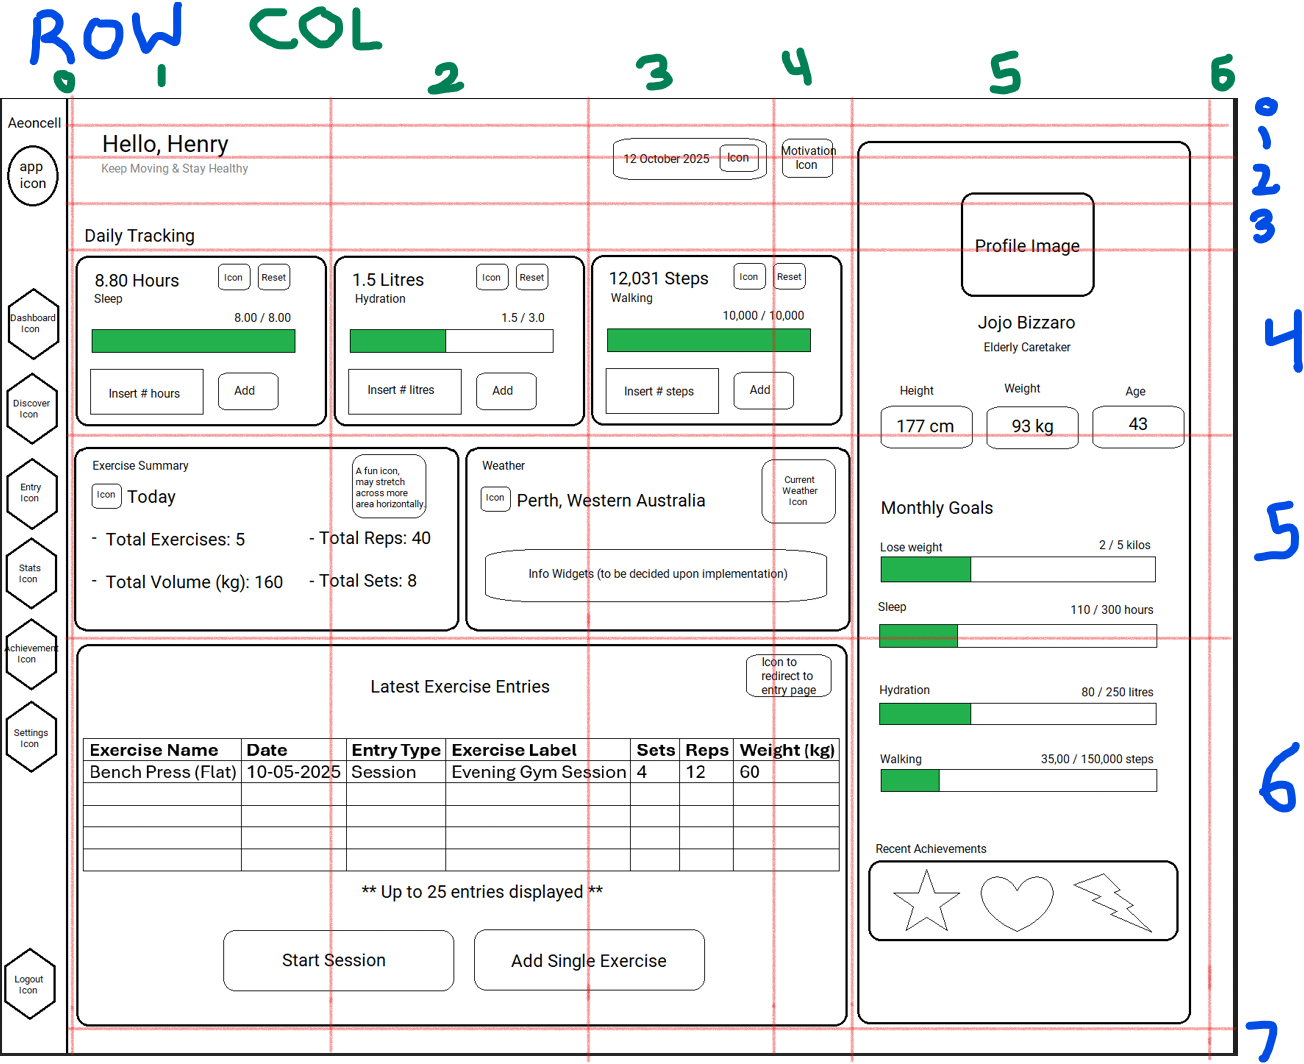 ROW COL
0 1 2 3 4 5 6
0
1
2
3
4
5
6
7
Aeoncell
app
icon
Dashboard
Icon
Discover
Icon
Entry
Icon
Stats
Icon
Achievement
Icon
Settings
Icon
Logout
Icon
Hello, Henry
Keep Moving & Stay Healthy
12 October 2025 Icon
Motivation
Icon
Daily Tracking
8.80 Hours Icon Reset
Sleep
8.00 / 8.00
Insert # hours Add
1.5 Litres Icon Reset
Hydration
1.5 / 3.0
Insert # litres Add
12,031 Steps Icon Reset
Walking
10,000 / 10,000
Insert # steps Add
Exercise Summary
A fun icon,
may stretch
across more
area horizontally.
Icon Today
- Total Exercises: 5 - Total Reps: 40
- Total Volume (kg): 160 - Total Sets: 8
Weather
Icon Perth, Western Australia
Current
Weather
Icon
Info Widgets (to be decided upon implementation)
Latest Exercise Entries
Icon to
redirect to
entry page
Exercise Name Date Entry Type Exercise Label Sets Reps Weight (kg)
Bench Press (Flat) 10-05-2025 Session Evening Gym Session 4 12 60
** Up to 25 entries displayed **
Start Session Add Single Exercise
Profile Image
Jojo Bizzaro
Elderly Caretaker
Height Weight Age
177 cm 93 kg 43
Monthly Goals
Lose weight 2 / 5 kilos
Sleep 110 / 300 hours
Hydration 80 / 250 litres
Walking 35,00 / 150,000 steps
Recent Achievements